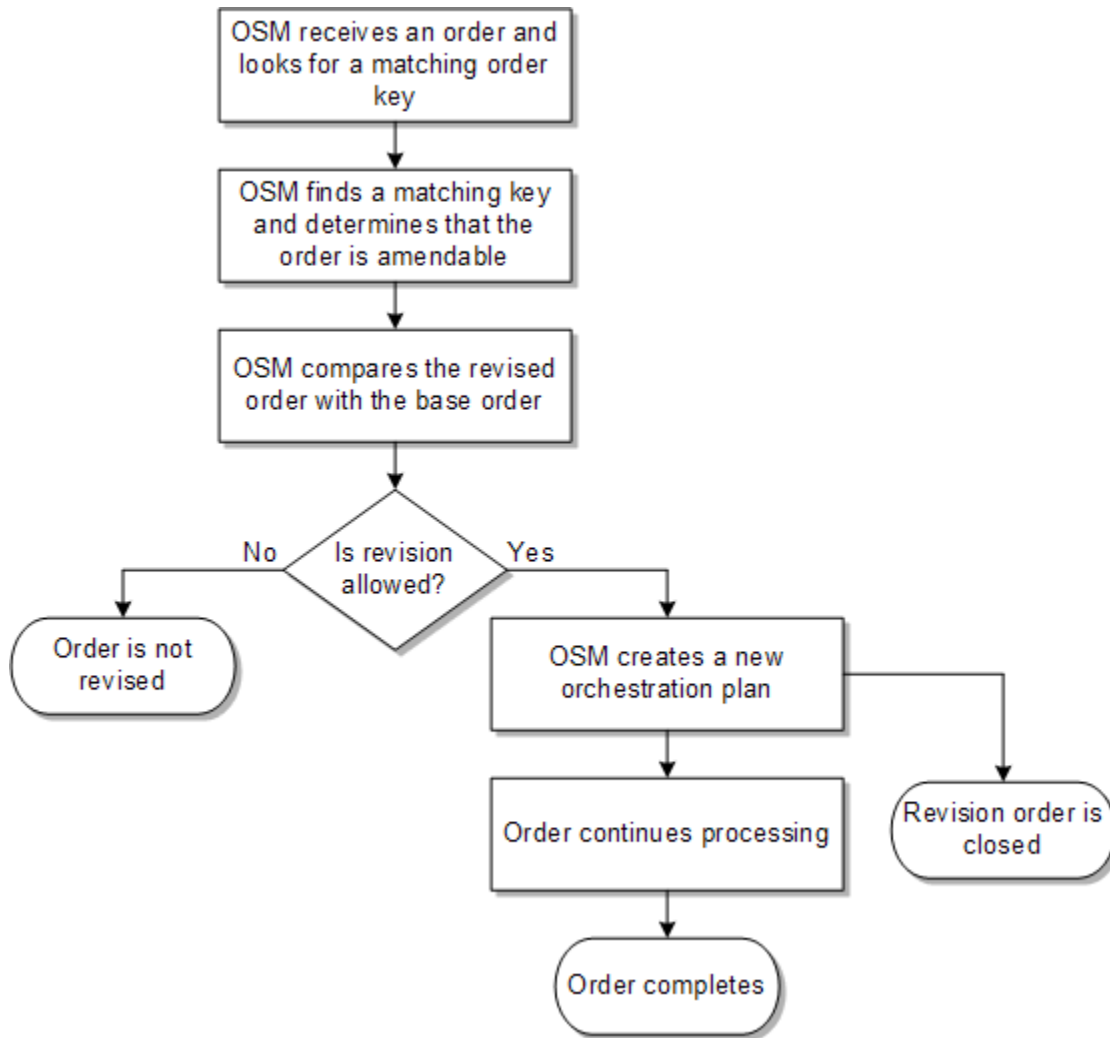 OSM receives an order and
looks for a matching order
key
OSM finds a matching key
and determines that the
order is amendable
OSM compares the revised
order with the base order
No
Is revision
allowed?
Yes
Order is not
revised
OSM creates a new
orchestration plan
Order continues processing
Revision order is
closed
Order completes